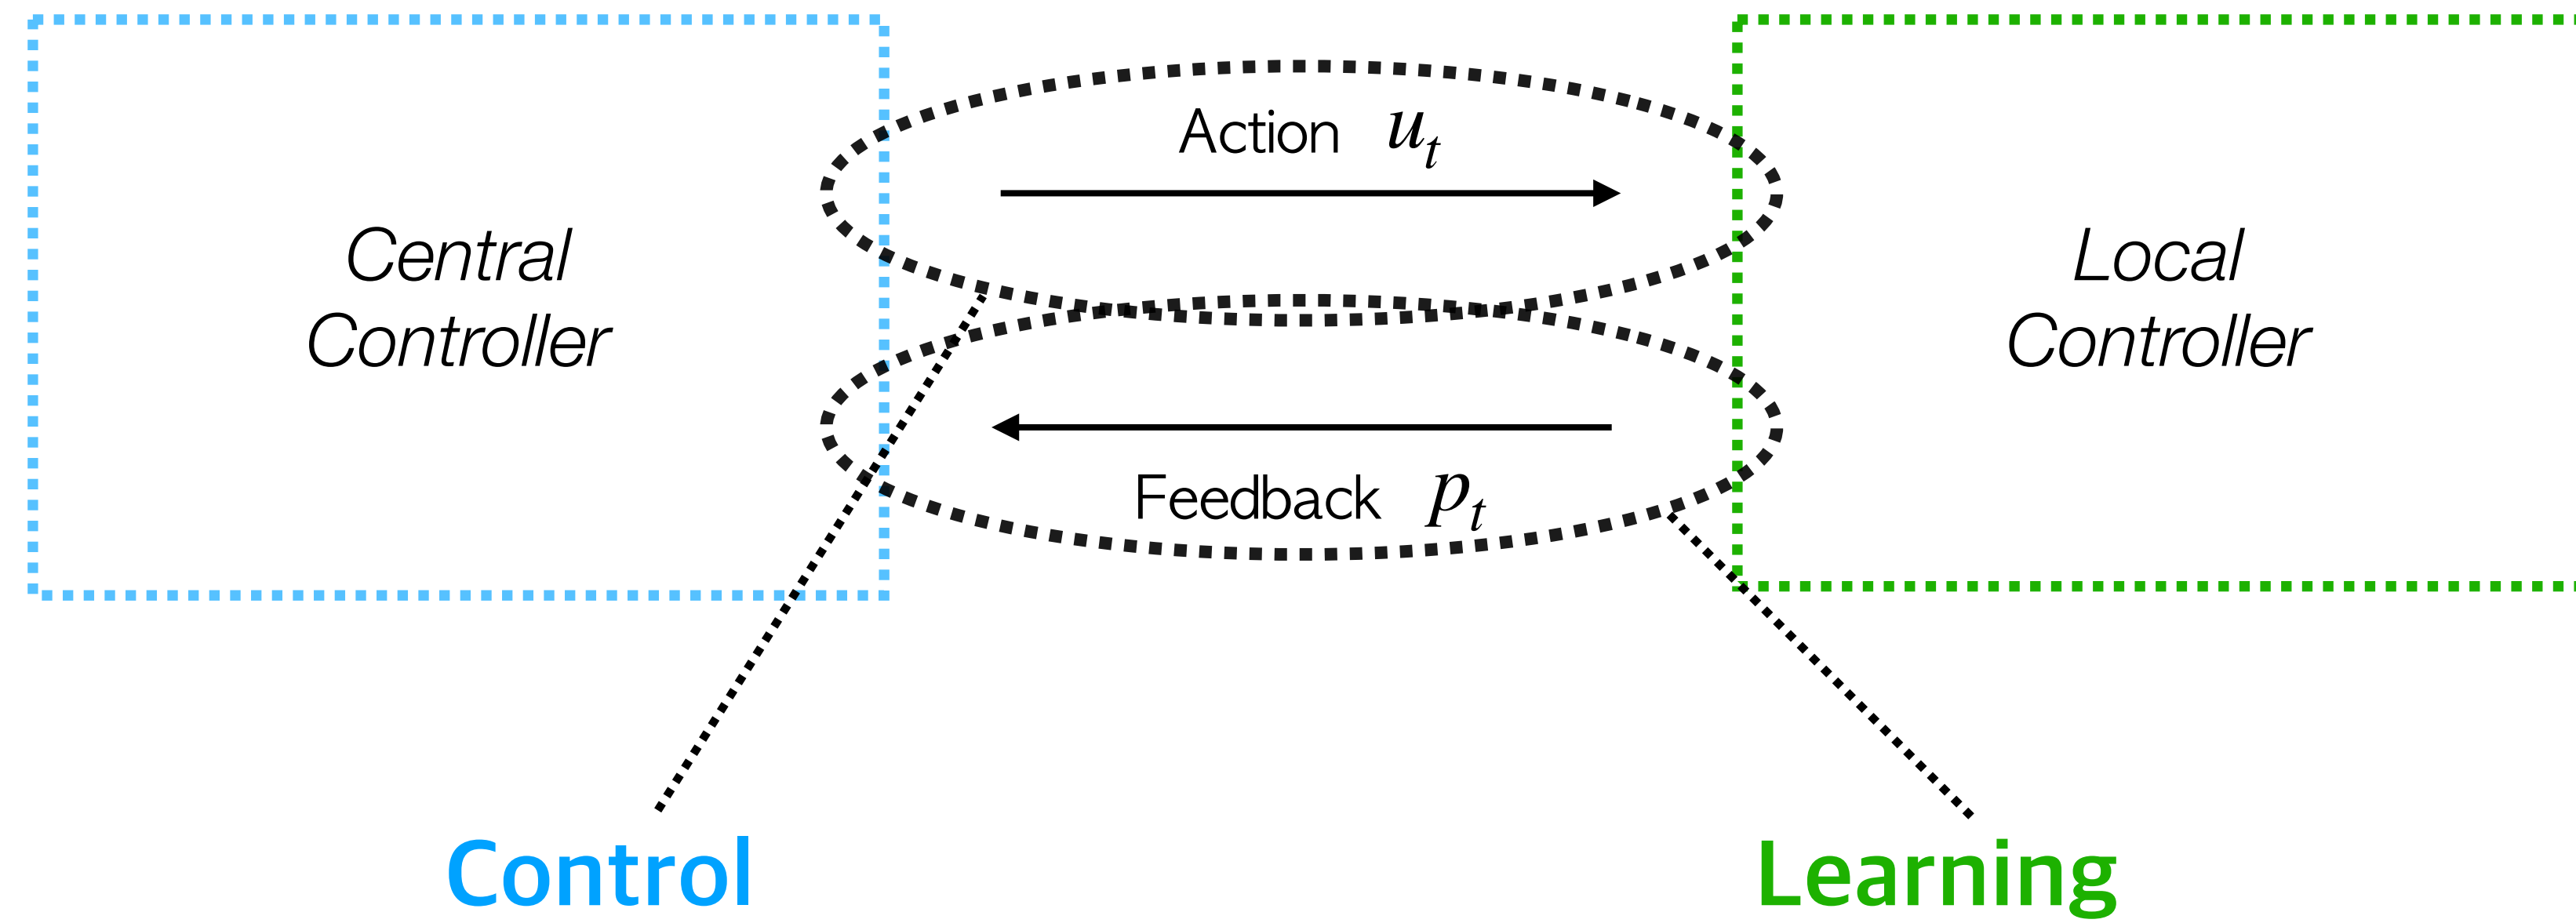 Action u_t
Central
Controller
Local
Controller
Feedback p_t
Control
Learning